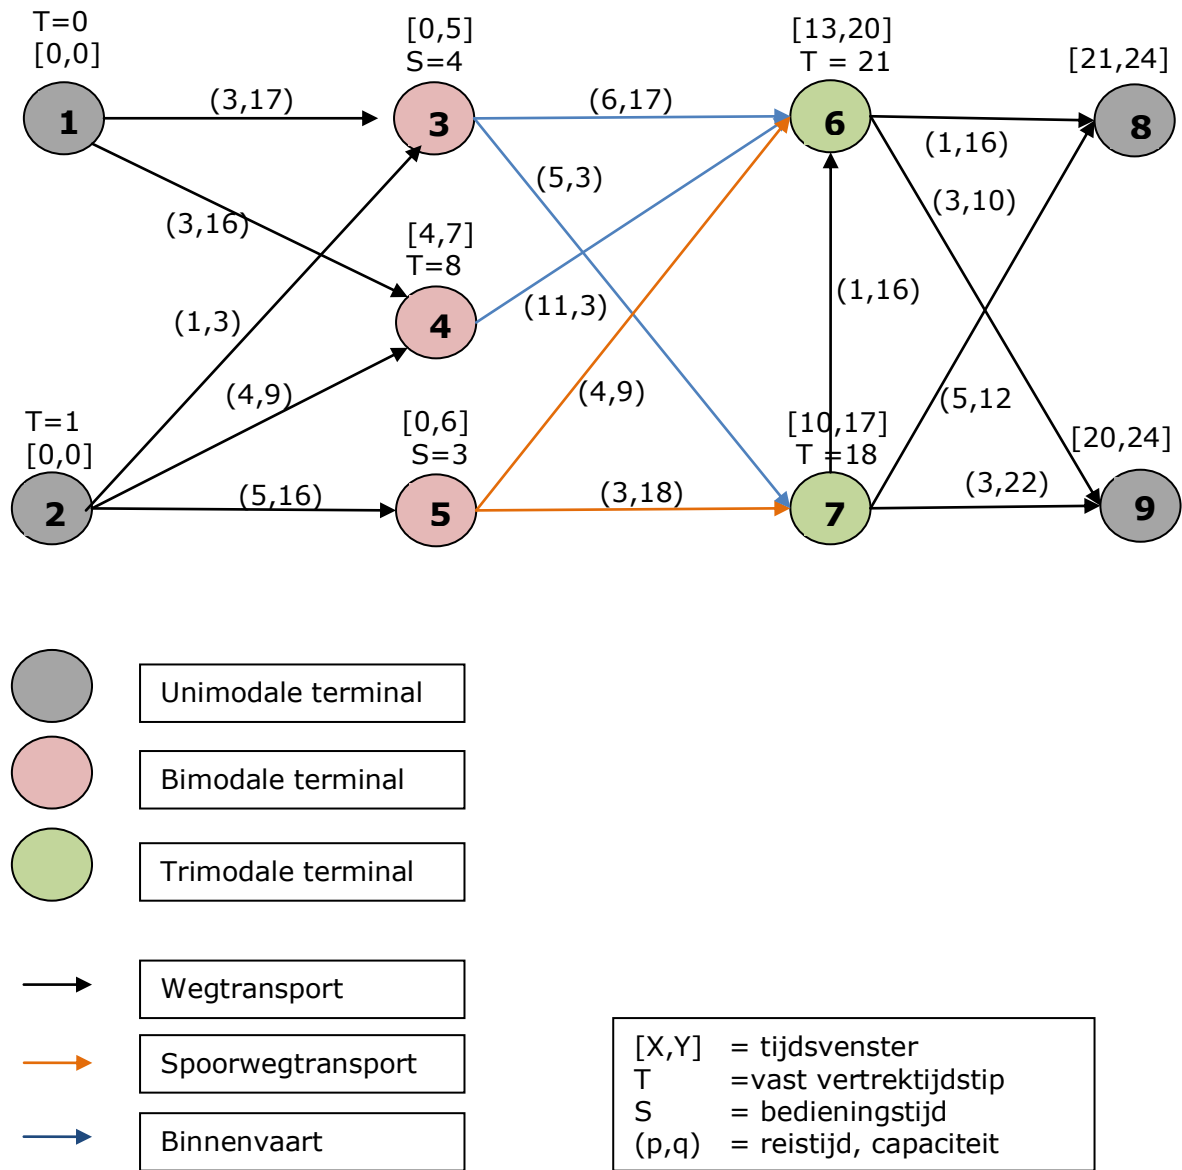 T=0
[0,0]
[0,5]
S=4
[13,20]
T = 21
[21,24]
1
(3,17)
3
(6,17)
6
(1,16)
8
(5,3)
(3,10)
(3,16)
[4,7]
T=8
(1,3)
4
(11,3)
(1,16)
(4,9)
(4,9)
(5,12
T=1
[0,0]
[0,6]
S=3
[10,17]
T =18
[20,24]
2
(5,16)
5
(3,18)
7
(3,22)
9
Unimodale terminal
Bimodale terminal
Trimodale terminal
Wegtransport
Spoorwegtransport
Binnenvaart
[X,Y] = tijdsvenster
T =vast vertrektijdstip
S = bedieningstijd
(p,q) = reistijd, capaciteit